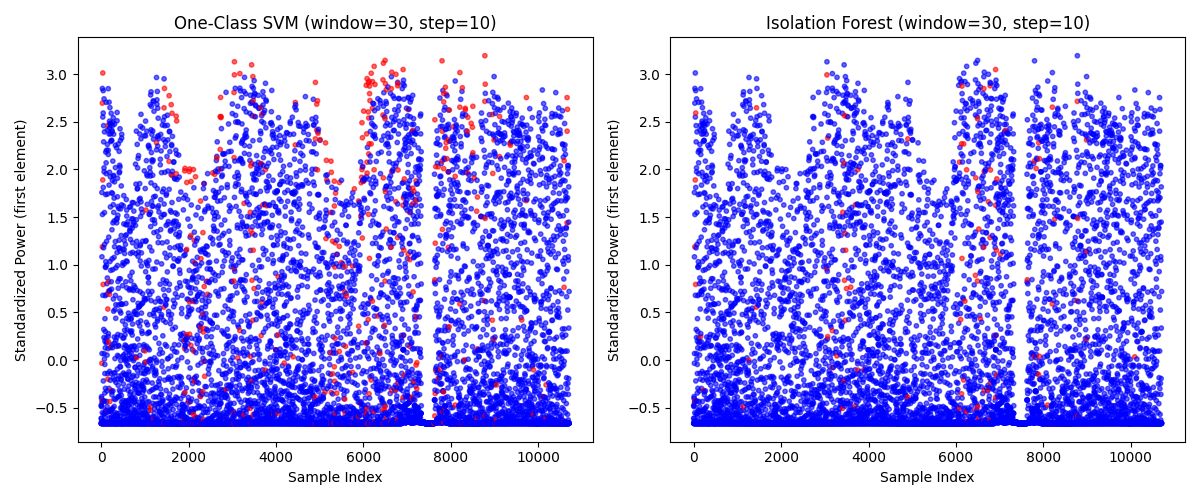 One-Class SVM (window=30, step=10)
Standardized Power (first element)
3.0
2.5
2.0
1.5
1.0
0.5
0.0
−0.5
0 2000 4000 6000 8000 10000
Sample Index
Isolation Forest (window=30, step=10)
Standardized Power (first element)
3.0
2.5
2.0
1.5
1.0
0.5
0.0
−0.5
0 2000 4000 6000 8000 10000
Sample Index